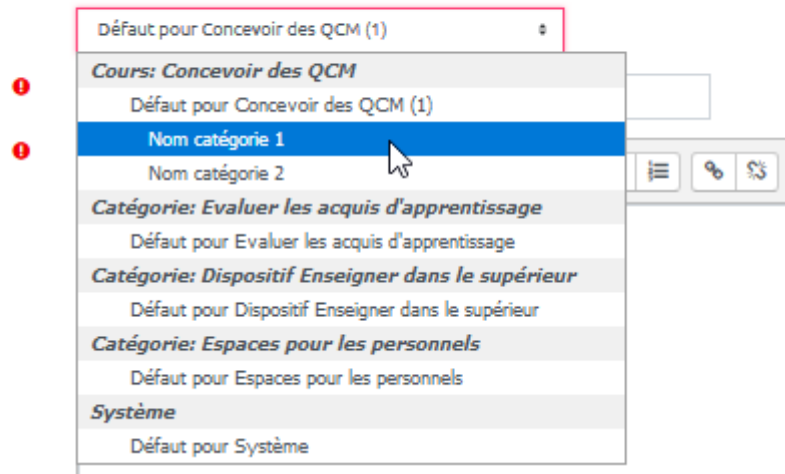 Défaut pour Concevoir des QCM (1)
Cours: Concevoir des QCM
Défaut pour Concevoir des QCM (1)
Nom catégorie 1
Nom catégorie 2
Catégorie: Evaluer les acquis d'apprentissage
Défaut pour Evaluer les acquis d'apprentissage
Catégorie: Dispositif Enseigner dans le supérieur
Défaut pour Dispositif Enseigner dans le supérieur
Catégorie: Espaces pour les personnels
Défaut pour Espaces pour les personnels
Système
Défaut pour Système